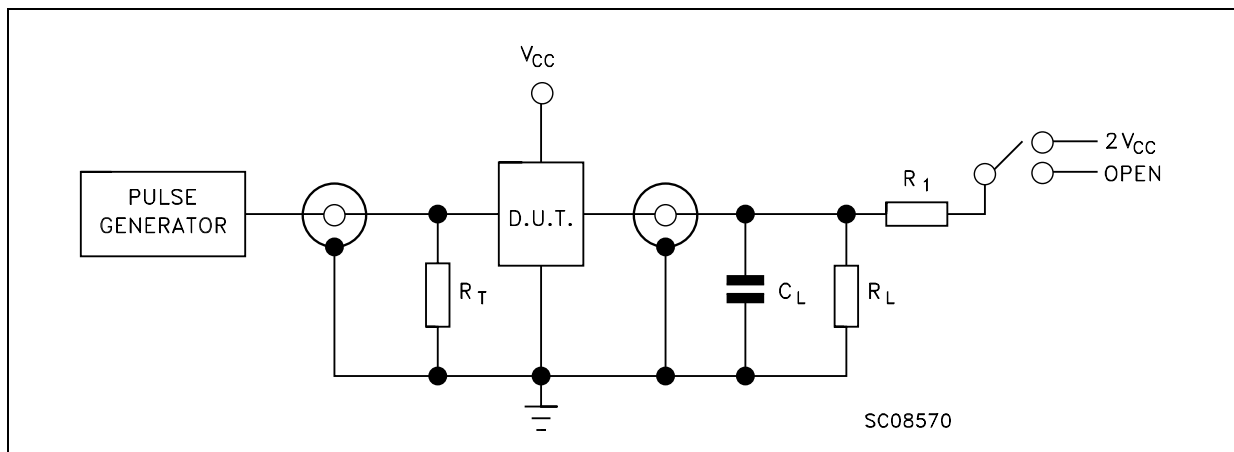 VCC
PULSE
GENERATOR
D.U.T.
RT
CL
RL
R1
2VCC
OPEN
SC08570